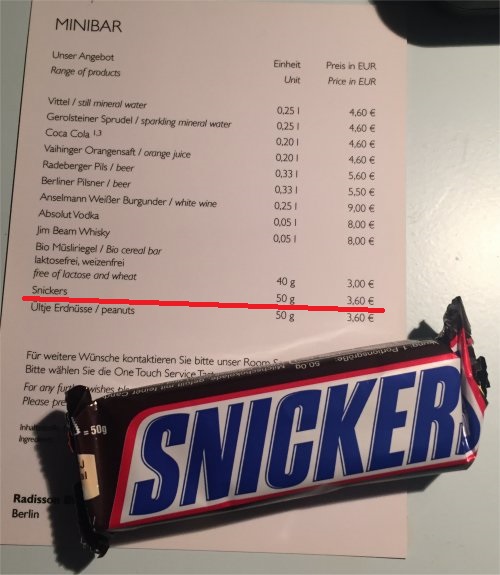 MINIBAR
Unser Angebot Einheit Preis in EUR
Range of products Unit Price in EUR
Vittel / still mineral water 0,25 l 4,60 €
Gerolsteiner Sprudel / sparkling mineral water 0,25 l 4,60 €
Coca Cola 1,3 0,20 l 4,60 €
Vaihinger Orangensaft / orange juice 0,20 l 4,60 €
Radeberger Pils / beer 0,33 l 5,60 €
Berliner Pilsner / beer 0,33 l 5,50 €
Anselmann Weißer Burgunder / white wine 0,25 l 9,00 €
Absolut Vodka 0,05 l 8,00 €
Jim Beam Whisky 0,05 l 8,00 €
Bio Müsliriegel / Bio cereal bar
laktosefrei, weizenfrei
free of lactose and wheat 40 g 3,00 €
Snickers 50 g 3,60 €
Ültje Erdnüsse / peanuts 50 g 3,60 €
Für weitere Wünsche kontaktieren Sie bitte unser Room
Bitte wählen Sie die One Touch Service
For any further wishes
Please
Radisson
Berlin
= 50g
SNICKERS